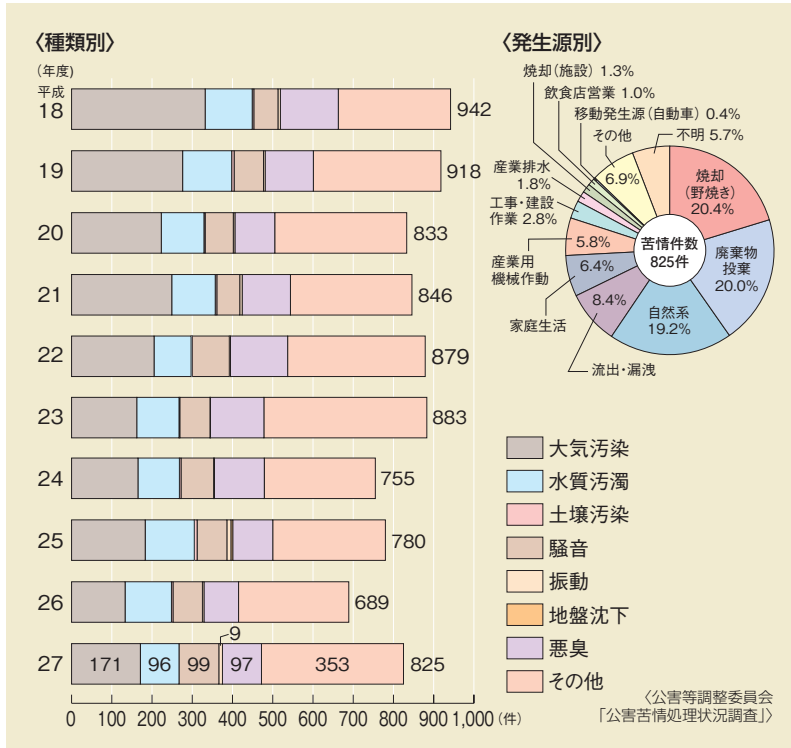 〈種類別〉
(年度)
平成
18
942
19
918
20
833
21
846
22
879
23
883
24
755
25
780
26
689
27
171
96
99
9
97
353
825
0 100 200 300 400 500 600 700 800 900 1,000(件)
〈発生源別〉
焼却(施設) 1.3%
飲食店営業 1.0%
移動発生源(自動車) 0.4%
その他
6.9%
不明 5.7%
産業排水
1.8%
工事・建設
作業 2.8%
5.8%
産業用
機械作動
6.4%
家庭生活
8.4%
流出・漏洩
自然系
19.2%
廃棄物
投棄
20.0%
焼却
(野焼き)
20.4%
苦情件数
825件
大気汚染
水質汚濁
土壌汚染
騒音
振動
地盤沈下
悪臭
その他
〈公害等調整委員会
「公害苦情処理状況調査」〉